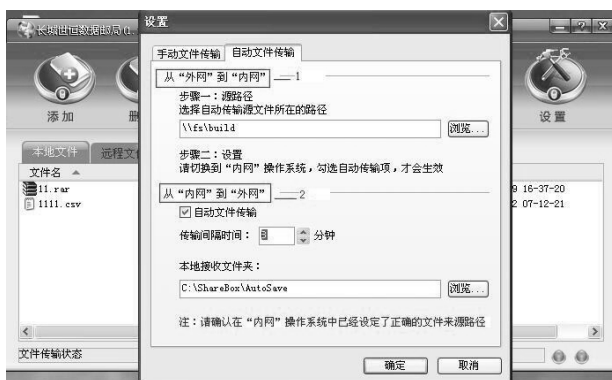 长城世恒数据邮局(1.
设置
手动文件传输 自动文件传输
添加
设置
从“外网”到“内网” 1
步骤一：源路径
选择自动传输源文件所在的路径
\\fs\build 浏览...
步骤二：设置
请切换到“内网”操作系统，勾选自动传输项，才会生效
本地文件 远程文
文件名
11.rar
9 16-37-20
1111.csv
2 07-12-21
从“内网”到“外网” 2
自动文件传输
传输间隔时间： 分钟
本地接收文件夹：
C:\ShareBox\AutoSave 浏览...
注：请确认在“内网”操作系统中已经设定了正确的文件来源路径
文件传输状态
确定 取消